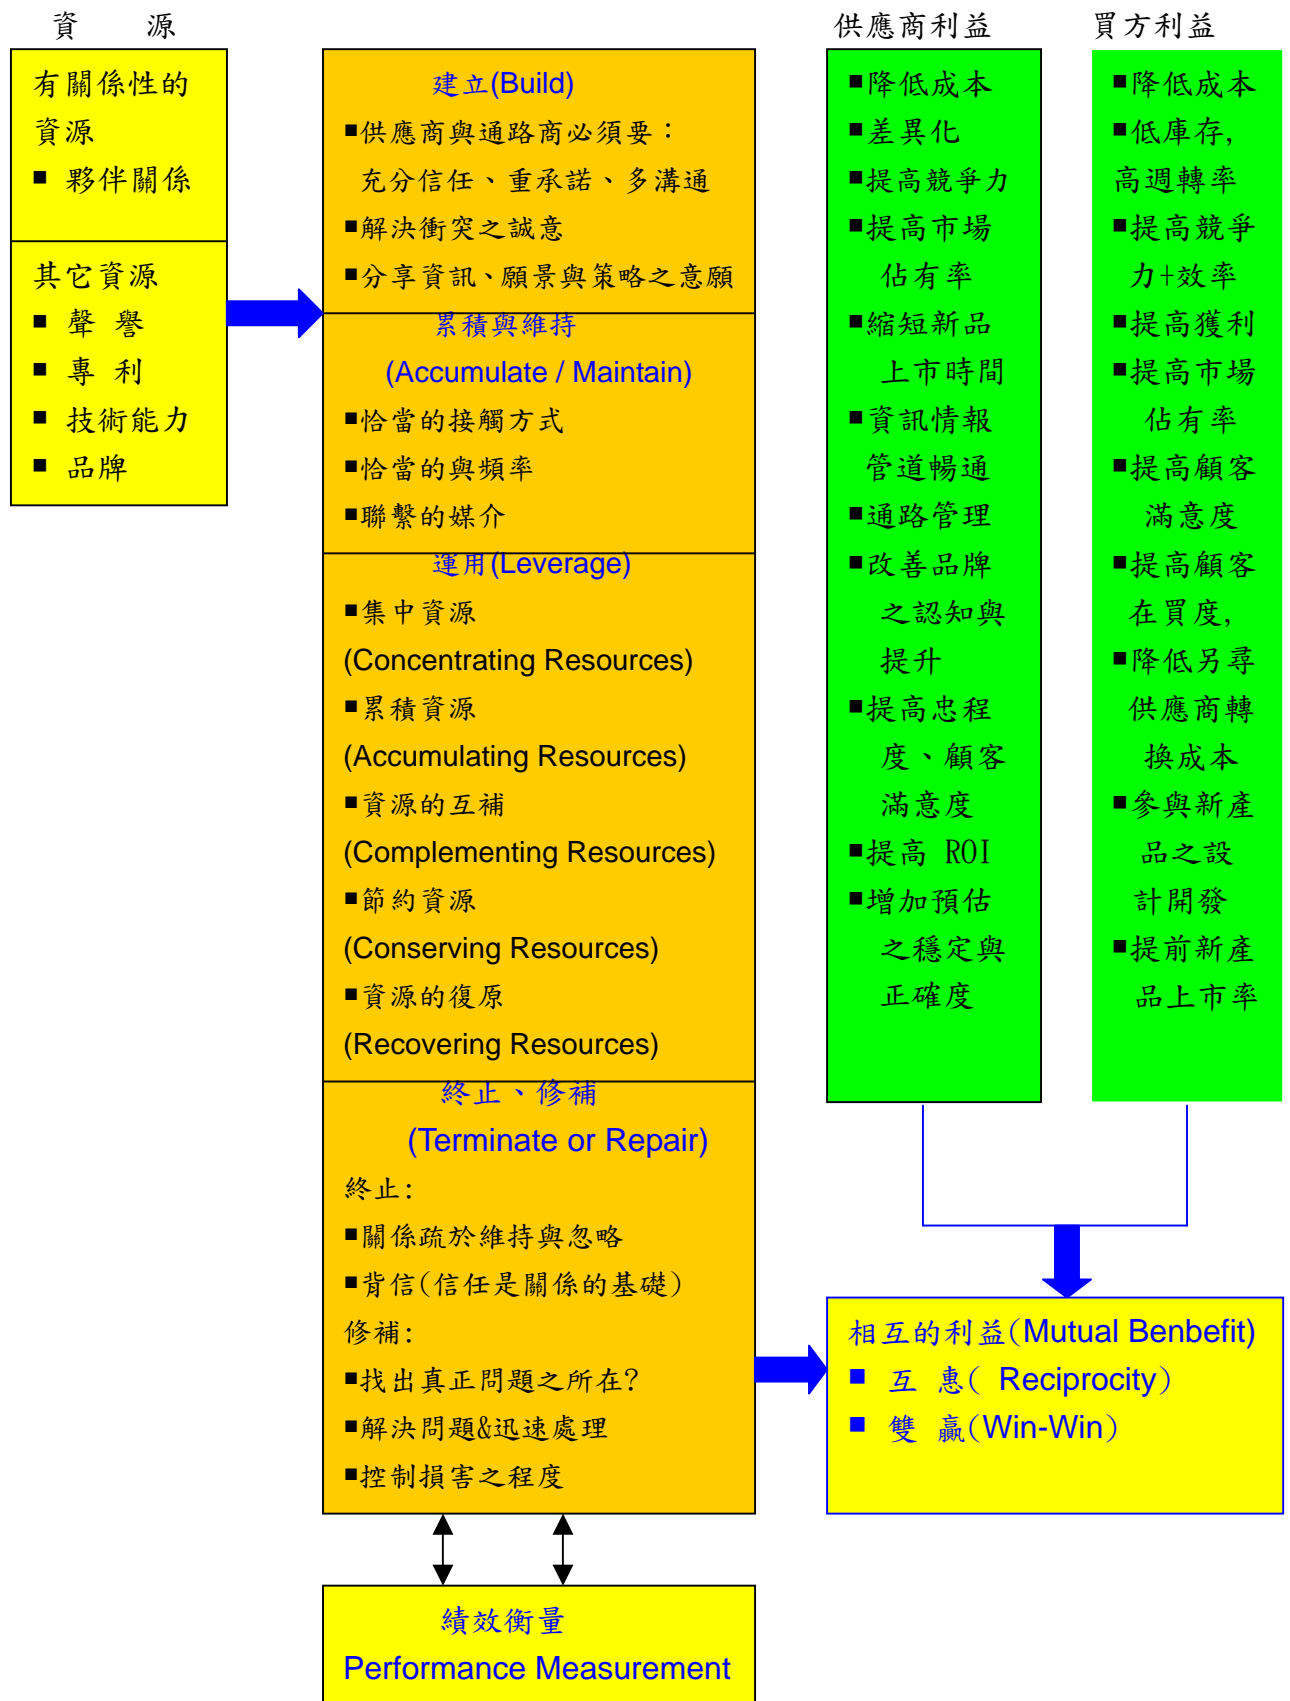 資 源
有關係性的
資源
■ 夥伴關係
其它資源
■ 聲 譽
■ 專 利
■ 技術能力
■ 品牌
建立(Build)
■供應商與通路商必須要：
充分信任、重承諾、多溝通
■解決衝突之誠意
■分享資訊、願景與策略之意願
累積與維持
(Accumulate / Maintain)
■恰當的接觸方式
■恰當的與頻率
■聯繫的媒介
運用(Leverage)
■集中資源
(Concentrating Resources)
■累積資源
(Accumulating Resources)
■資源的互補
(Complementing Resources)
■節約資源
(Conserving Resources)
■資源的復原
(Recovering Resources)
終止、修補
(Terminate or Repair)
終止:
■關係疏於維持與忽略
■背信(信任是關係的基礎)
修補:
■找出真正問題之所在?
■解決問題&迅速處理
■控制損害之程度
績效衡量
Performance Measurement
供應商利益
■降低成本
■差異化
■提高競爭力
■提高市場
佔有率
■縮短新品
上市時間
■資訊情報
管道暢通
■通路管理
■改善品牌
之認知與
提升
■提高忠程
度、顧客
滿意度
■提高 ROI
■增加預估
之穩定與
正確度
買方利益
■降低成本
■低庫存,
高週轉率
■提高競爭
力+效率
■提高獲利
■提高市場
佔有率
■提高顧客
滿意度
■提高顧客
在買度,
■降低另尋
供應商轉
換成本
■參與新產
品之設
計開發
■提前新產
品上市率
相互的利益(Mutual Benbefit)
■ 互 惠( Reciprocity)
■ 雙 贏(Win-Win)